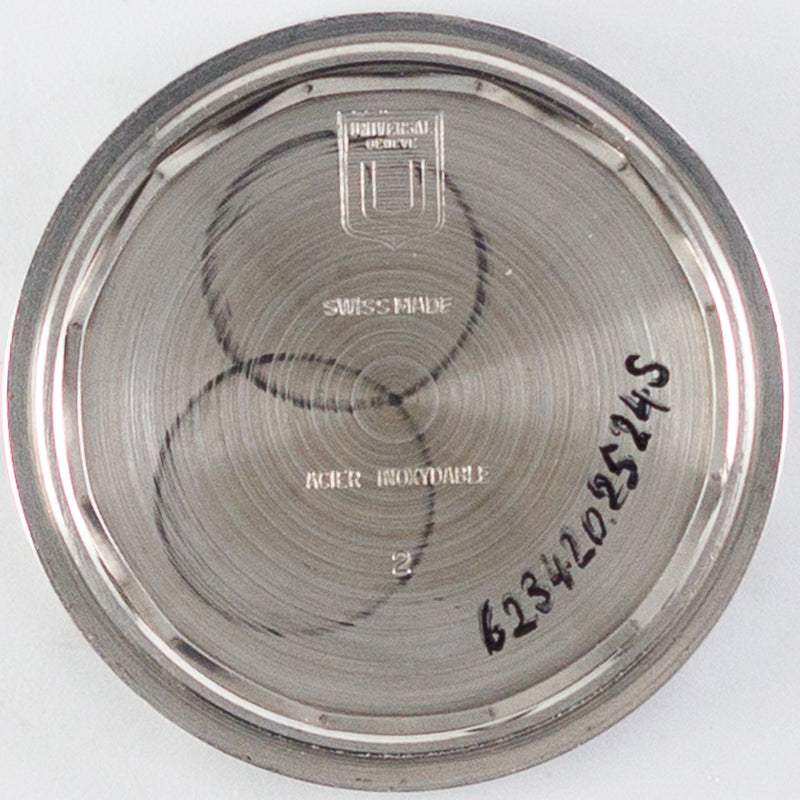 UNIVERSAL
GENEVE
U
SWISS MADE
ACIER INOXYDABLE
2
623420.2524S